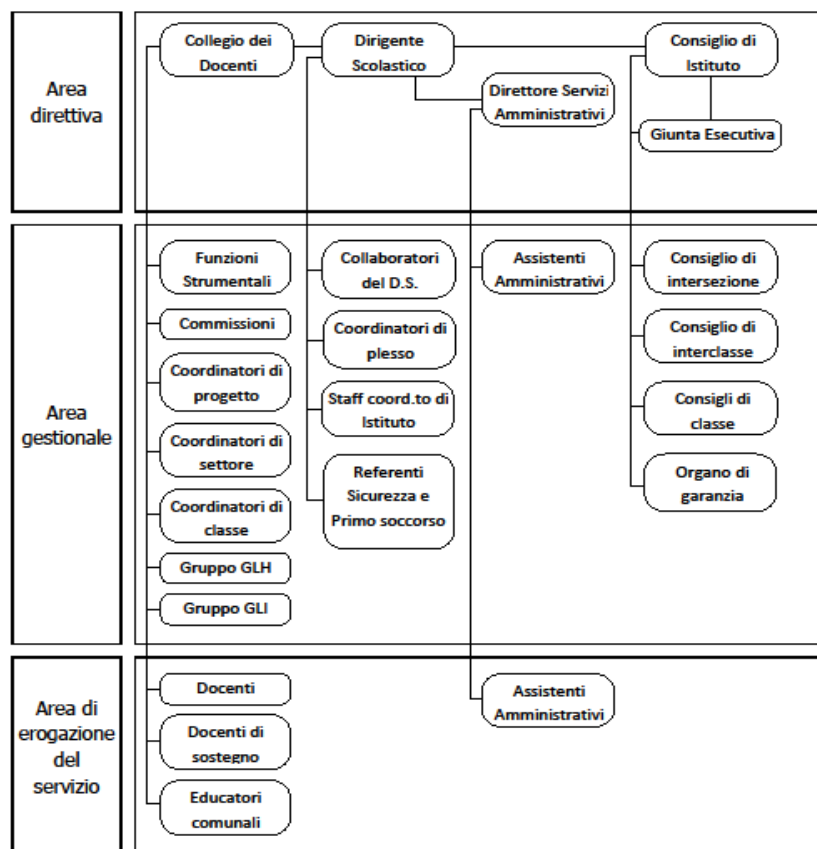 Area
direttiva
Collegio dei
Docenti
Dirigente
Scolastico
Consiglio di
Istituto
Direttore Servizi
Amministrativi
Giunta Esecutiva
Area
gestionale
Funzioni
Strumentali
Commissioni
Coordinatori di
progetto
Coordinatori di
settore
Coordinatori di
classe
Gruppo GLH
Gruppo GLI
Collaboratori
del D.S.
Coordinatori di
plesso
Staff coord.to di
Istituto
Referenti
Sicurezza e
Primo soccorso
Assistenti
Amministrativi
Consiglio di
intersezione
Consiglio di
interclasse
Consigli di
classe
Organo di
garanzia
Area di
erogazione
del
servizio
Docenti
Docenti di
sostegno
Educatori
comunali
Assistenti
Amministrativi